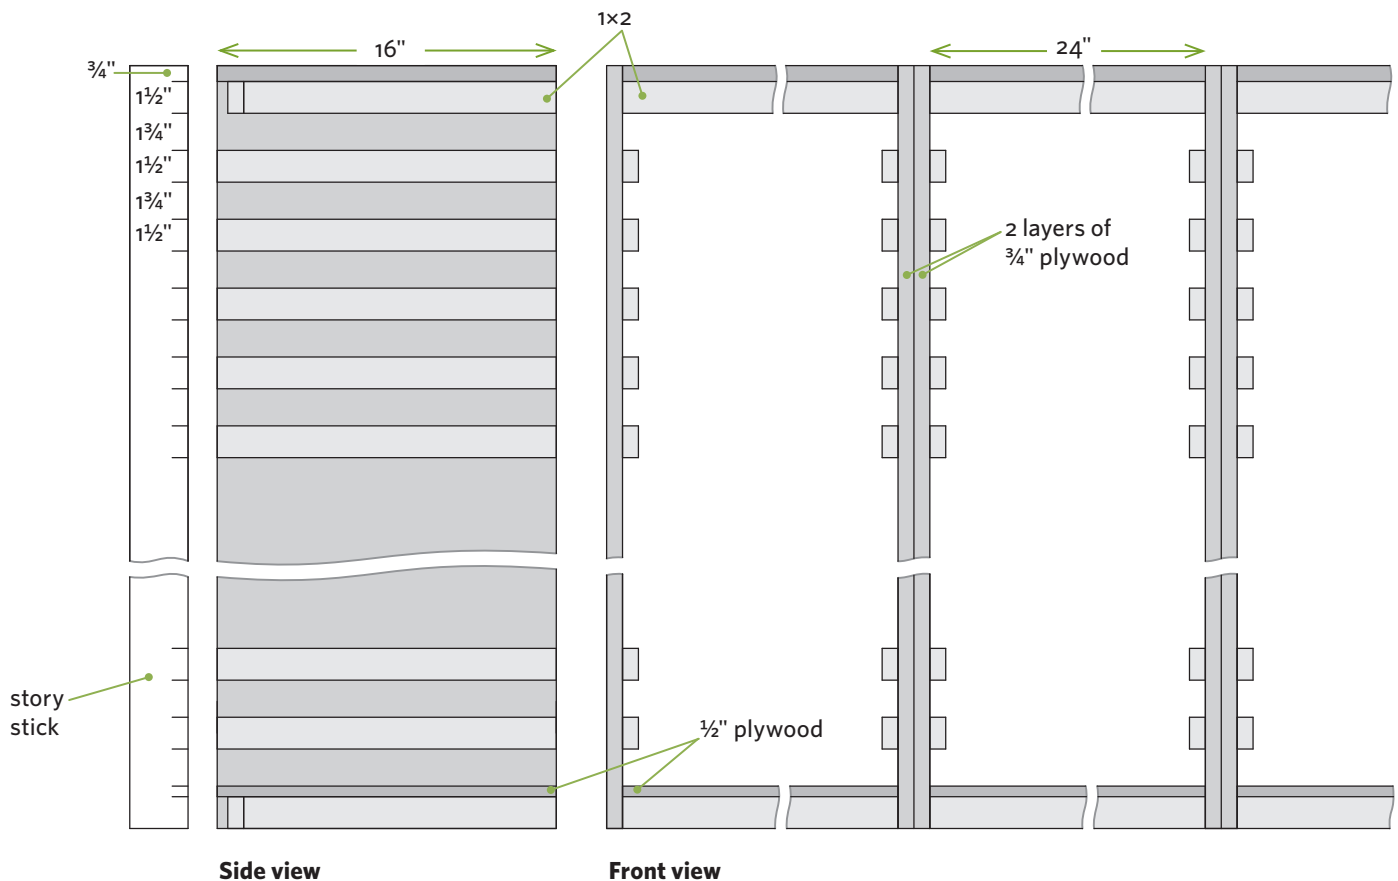 1×2
16"
24"
¾"
1½"
1¾"
1½"
1¾"
1½"
2 layers of
¾" plywood
story
stick
½" plywood
Side view
Front view